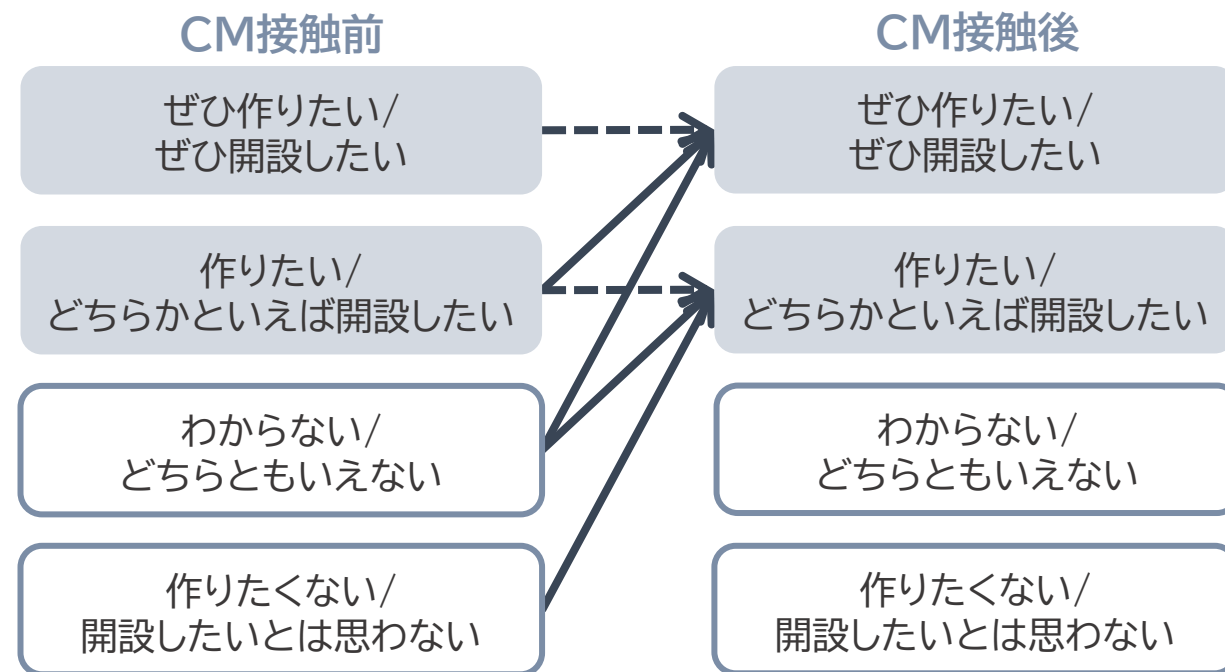 CM接触前
CM接触後
ぜひ作りたい/
ぜひ開設したい
ぜひ作りたい/
ぜひ開設したい
作りたい/
どちらかといえば開設したい
作りたい/
どちらかといえば開設したい
わからない/
どちらともいえない
わからない/
どちらともいえない
作りたくない/
開設したいとは思わない
作りたくない/
開設したいとは思わない